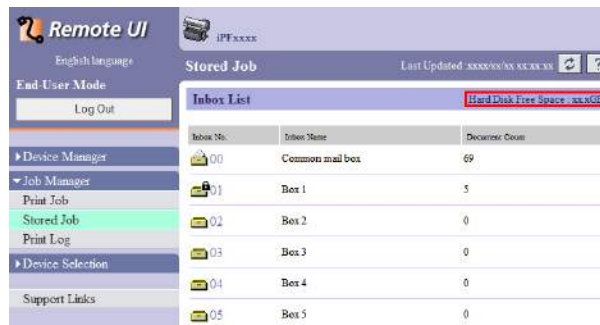 Remote UI
iPFxxxx
English language
Stored Job
Last Updated :xxxx/xx/xx xx:xx:xx
?
End-User Mode
Log Out
Inbox List
Hard Disk Free Space : xx.xGB
Inbox No.
Inbox Name
Document Count
Device Manager
00
Common mail box
69
Job Manager
01
Box 1
5
Print Job
Stored Job
02
Box 2
0
Print Log
03
Box 3
0
Device Selection
04
Box 4
0
Support Links
05
Box 5
0